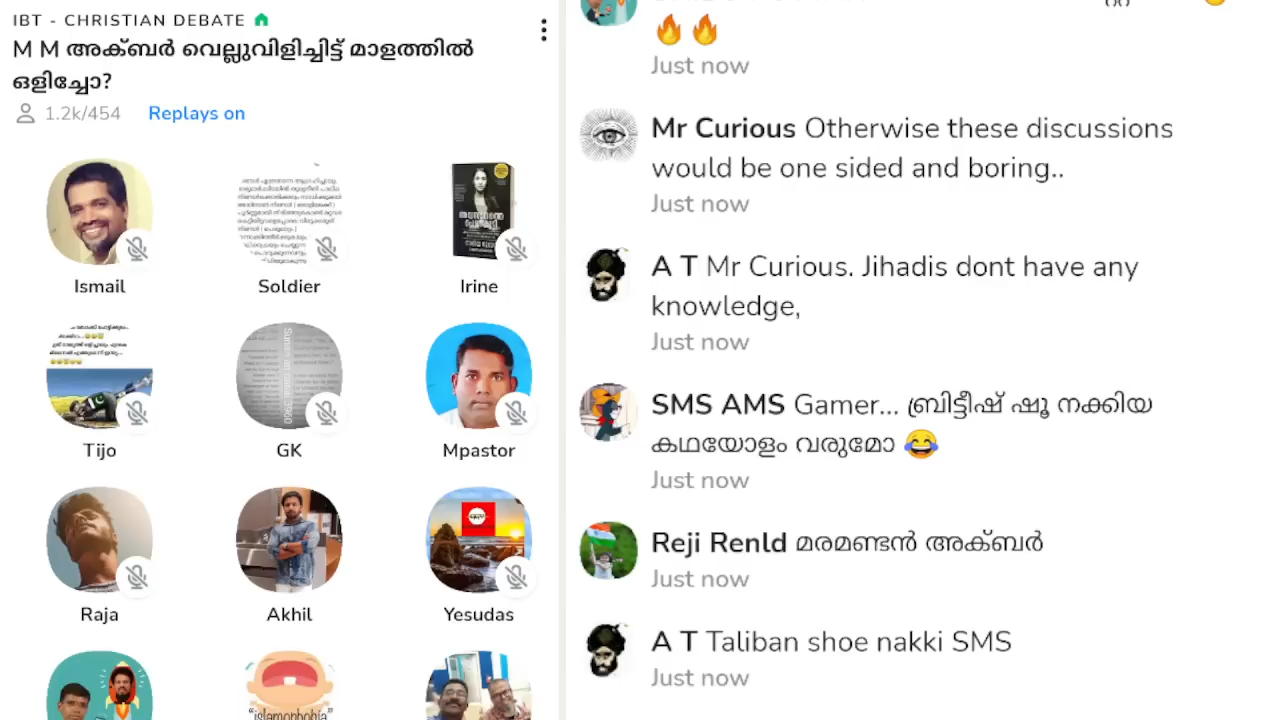 IBT - CHRISTIAN DEBATE
M M അക്ബർ വെല്ലുവിളിച്ചിട്ട് മാളത്തിൽ
ഒളിച്ചോ?
1.2k/454 Replays on
Ismail
Soldier
Irine
Tijo
GK
Mpastor
Raja
Akhil
Yesudas
"islamophobia
Just now
Mr Curious Otherwise these discussions
would be one sided and boring..
Just now
A T Mr Curious. Jihadis dont have any
knowledge,
Just now
SMS AMS Gamer... ബ്രിട്ടീഷ് ഷൂ നക്കിയ
കഥയോളം വരുമോ 😂
Just now
Reji Renld മരമണ്ടൻ അക്ബർ
Just now
A T Taliban shoe nakki SMS
Just now